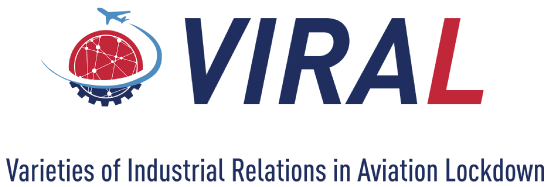 VIRAL
Varieties of Industrial Relations in Aviation Lockdown